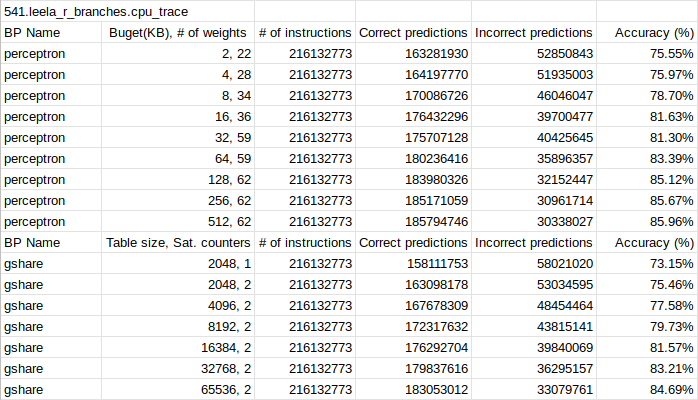 541.leela_r_branches.cpu_trace
BP Name Buget(KB), # of weights # of instructions Correct predictions Incorrect predictions Accuracy (%)
perceptron 2, 22 216132773 163281930 52850843 75.55%
perceptron 4, 28 216132773 164197770 51935003 75.97%
perceptron 8, 34 216132773 170086726 46046047 78.70%
perceptron 16, 36 216132773 176432296 39700477 81.63%
perceptron 32, 59 216132773 175707128 40425645 81.30%
perceptron 64, 59 216132773 180236416 35896357 83.39%
perceptron 128, 62 216132773 183980326 32152447 85.12%
perceptron 256, 62 216132773 185171059 30961714 85.67%
perceptron 512, 62 216132773 185794746 30338027 85.96%
BP Name Table size, Sat. counters # of instructions Correct predictions Incorrect predictions Accuracy (%)
gshare 2048, 1 216132773 158111753 58021020 73.15%
gshare 2048, 2 216132773 163098178 53034595 75.46%
gshare 4096, 2 216132773 167678309 48454464 77.58%
gshare 8192, 2 216132773 172317632 43815141 79.73%
gshare 16384, 2 216132773 176292704 39840069 81.57%
gshare 32768, 2 216132773 179837616 36295157 83.21%
gshare 65536, 2 216132773 183053012 33079761 84.69%